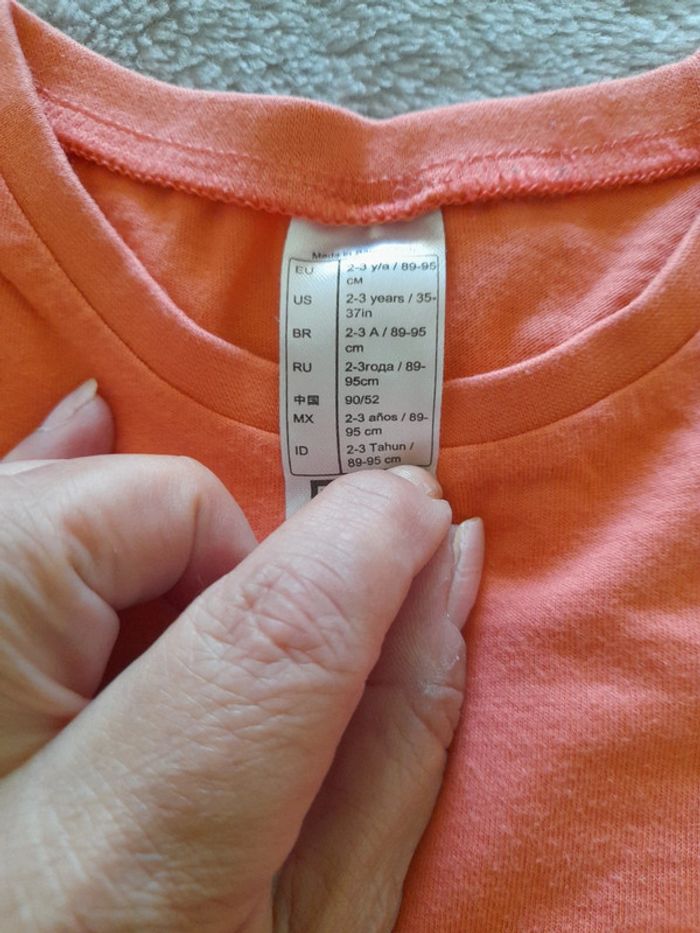 Made in
EU 2-3 y/a / 89-95
CM
US 2-3 years / 35-
37in
BR 2-3 A / 89-95
cm
RU 2-3года / 89-
95cm
中国 90/52
MX 2-3 años / 89-
95 cm
ID 2-3 Tahun /
89-95 cm